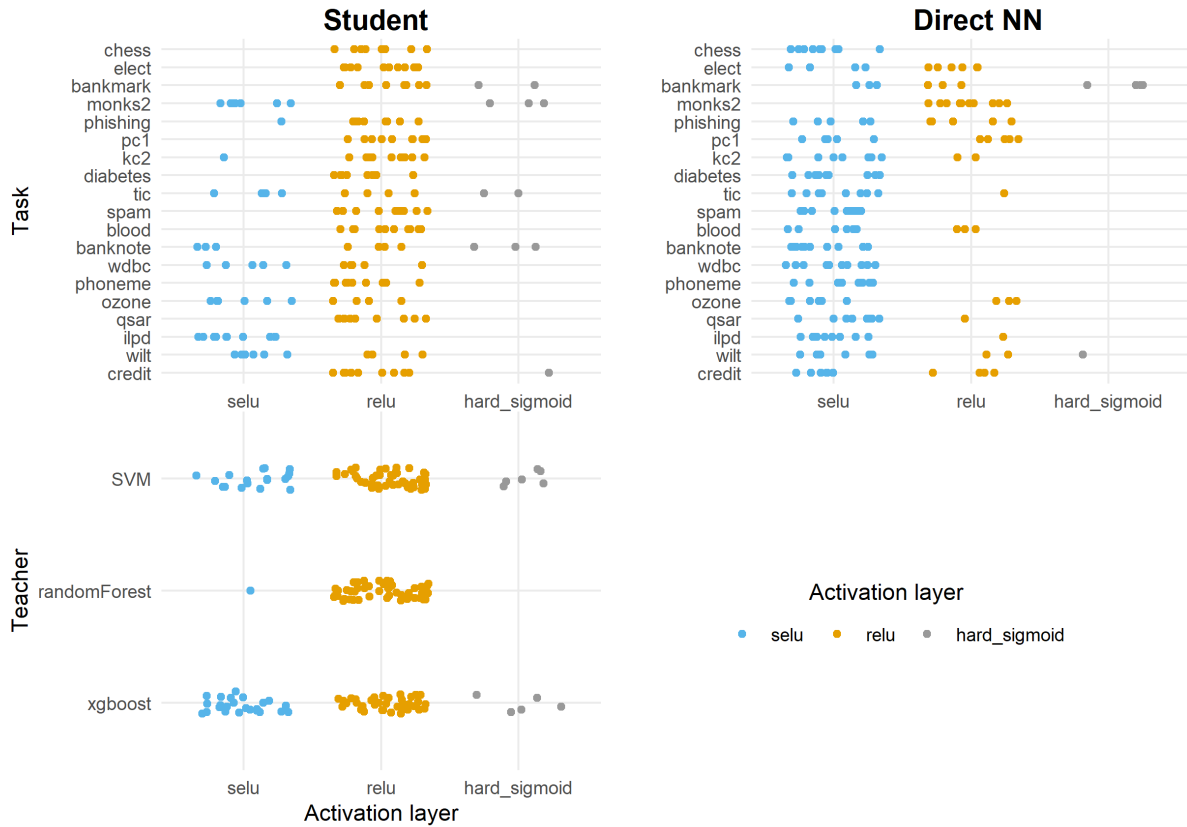 Student
Direct NN
Task
chess
elect
bankmark
monks2
phishing
pc1
kc2
diabetes
tic
spam
blood
banknote
wdbc
phoneme
ozone
qsar
ilpd
wilt
credit
selu relu hard_sigmoid
chess
elect
bankmark
monks2
phishing
pc1
kc2
diabetes
tic
spam
blood
banknote
wdbc
phoneme
ozone
qsar
ilpd
wilt
credit
selu relu hard_sigmoid
Teacher
SVM
randomForest
xgboost
selu relu hard_sigmoid
Activation layer
Activation layer
selu relu hard_sigmoid